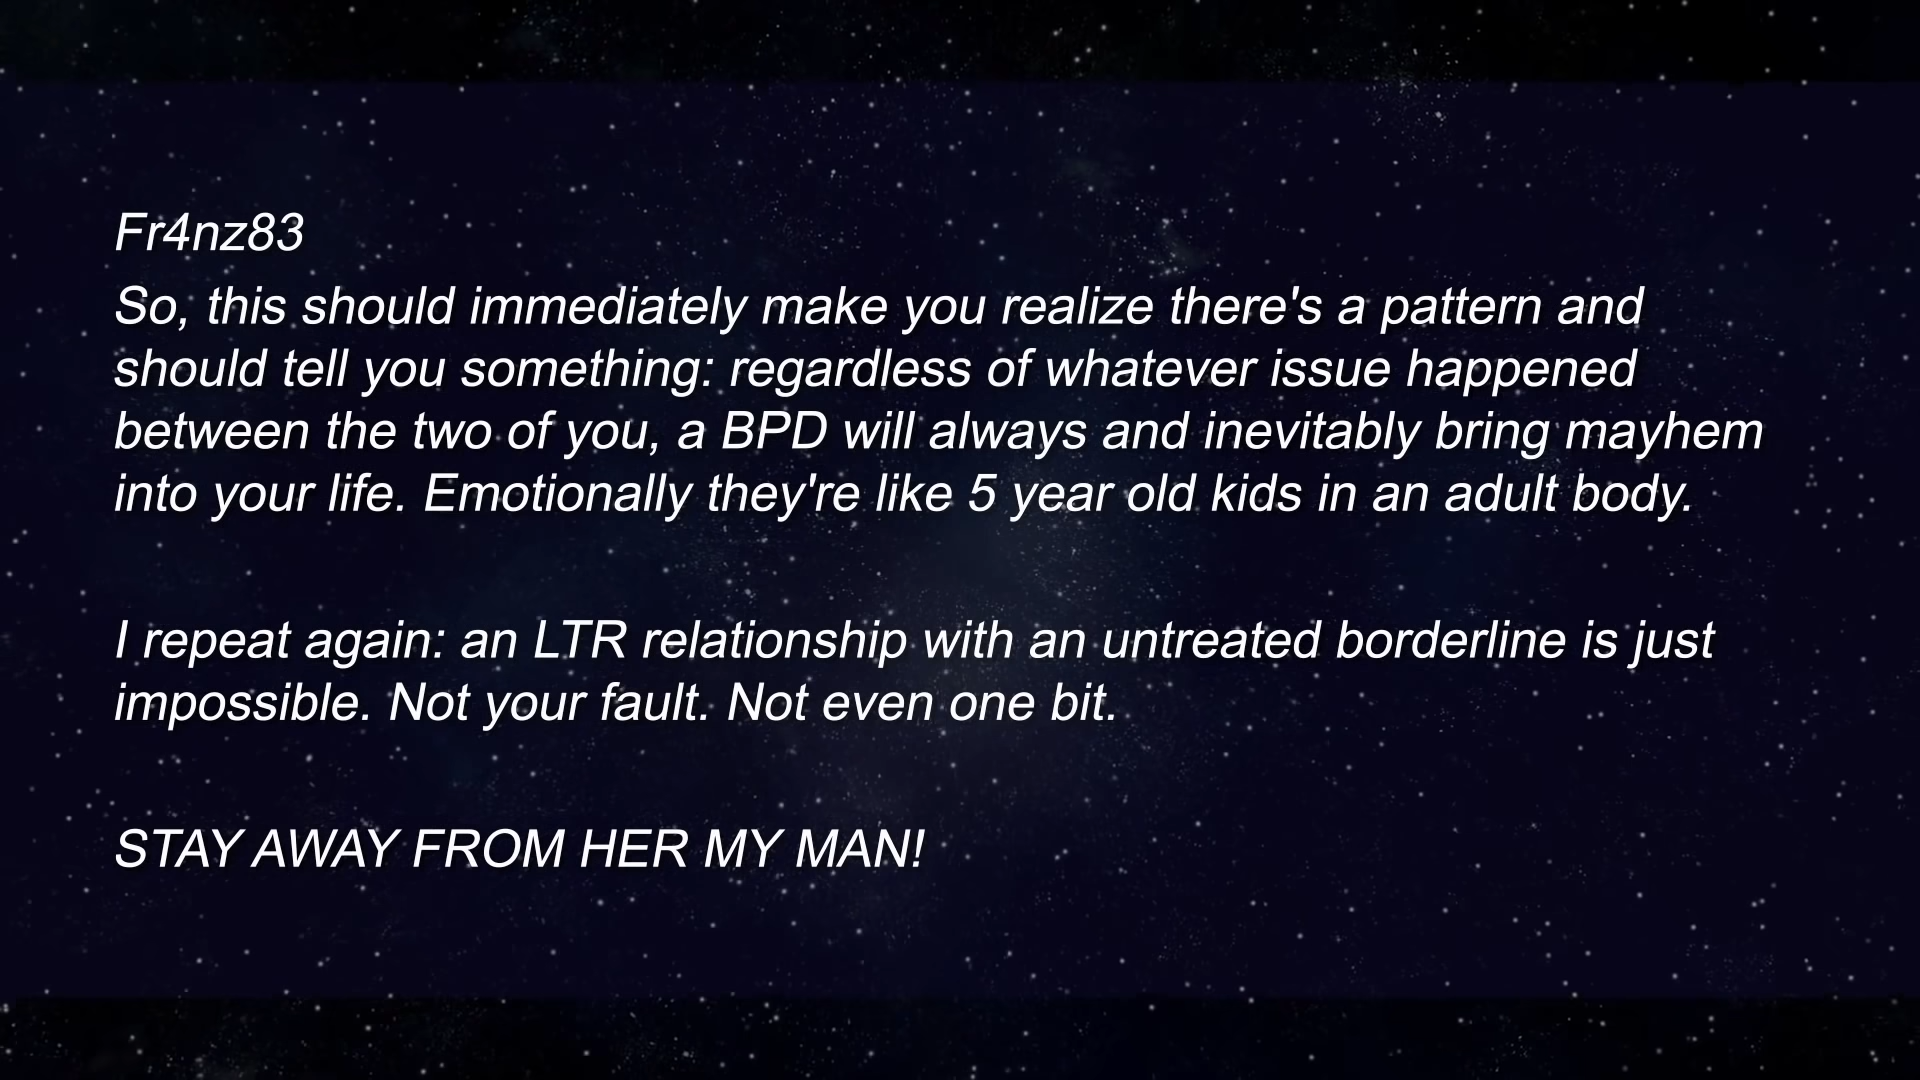 Fr4nz83
So, this should immediately make you realize there's a pattern and
should tell you something: regardless of whatever issue happened
between the two of you, a BPD will always and inevitably bring mayhem
into your life. Emotionally they're like 5 year old kids in an adult body.
I repeat again: an LTR relationship with an untreated borderline is just
impossible. Not your fault. Not even one bit.
STAY AWAY FROM HER MY MAN!